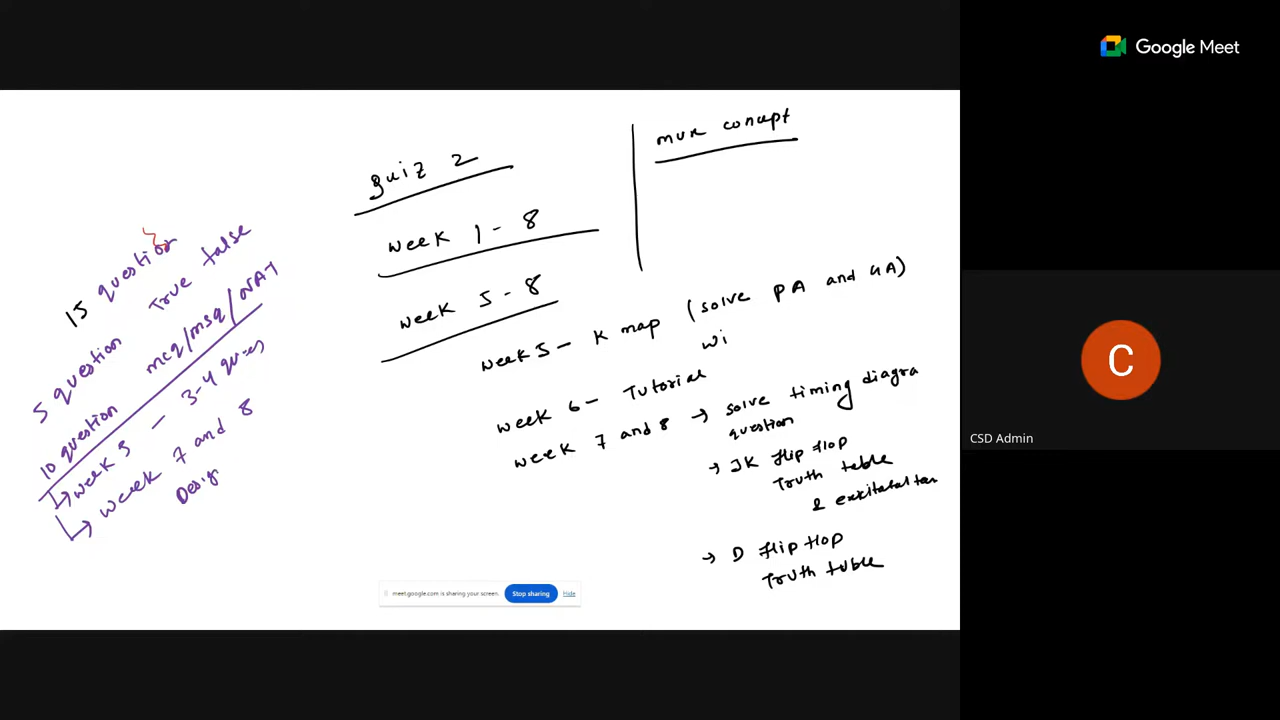 Google Meet
mux concept
quiz 2
week 1 - 8
week 5 - 8
week 5 - K map (solve PA and GA)
wi
week 6 - Tutorial
week 7 and 8 → solve timing diagra
question
→ JK flip flop
Truth table
&
→ D flip flop
Truth table
15 question
5 question True false
10 question mcq/msq/NAT
→ week 5 - 3-4 ques
→ week 7 and 8
Desig
CSD Admin
meet.google.com is sharing your screen.
Stop sharing
Hide
C